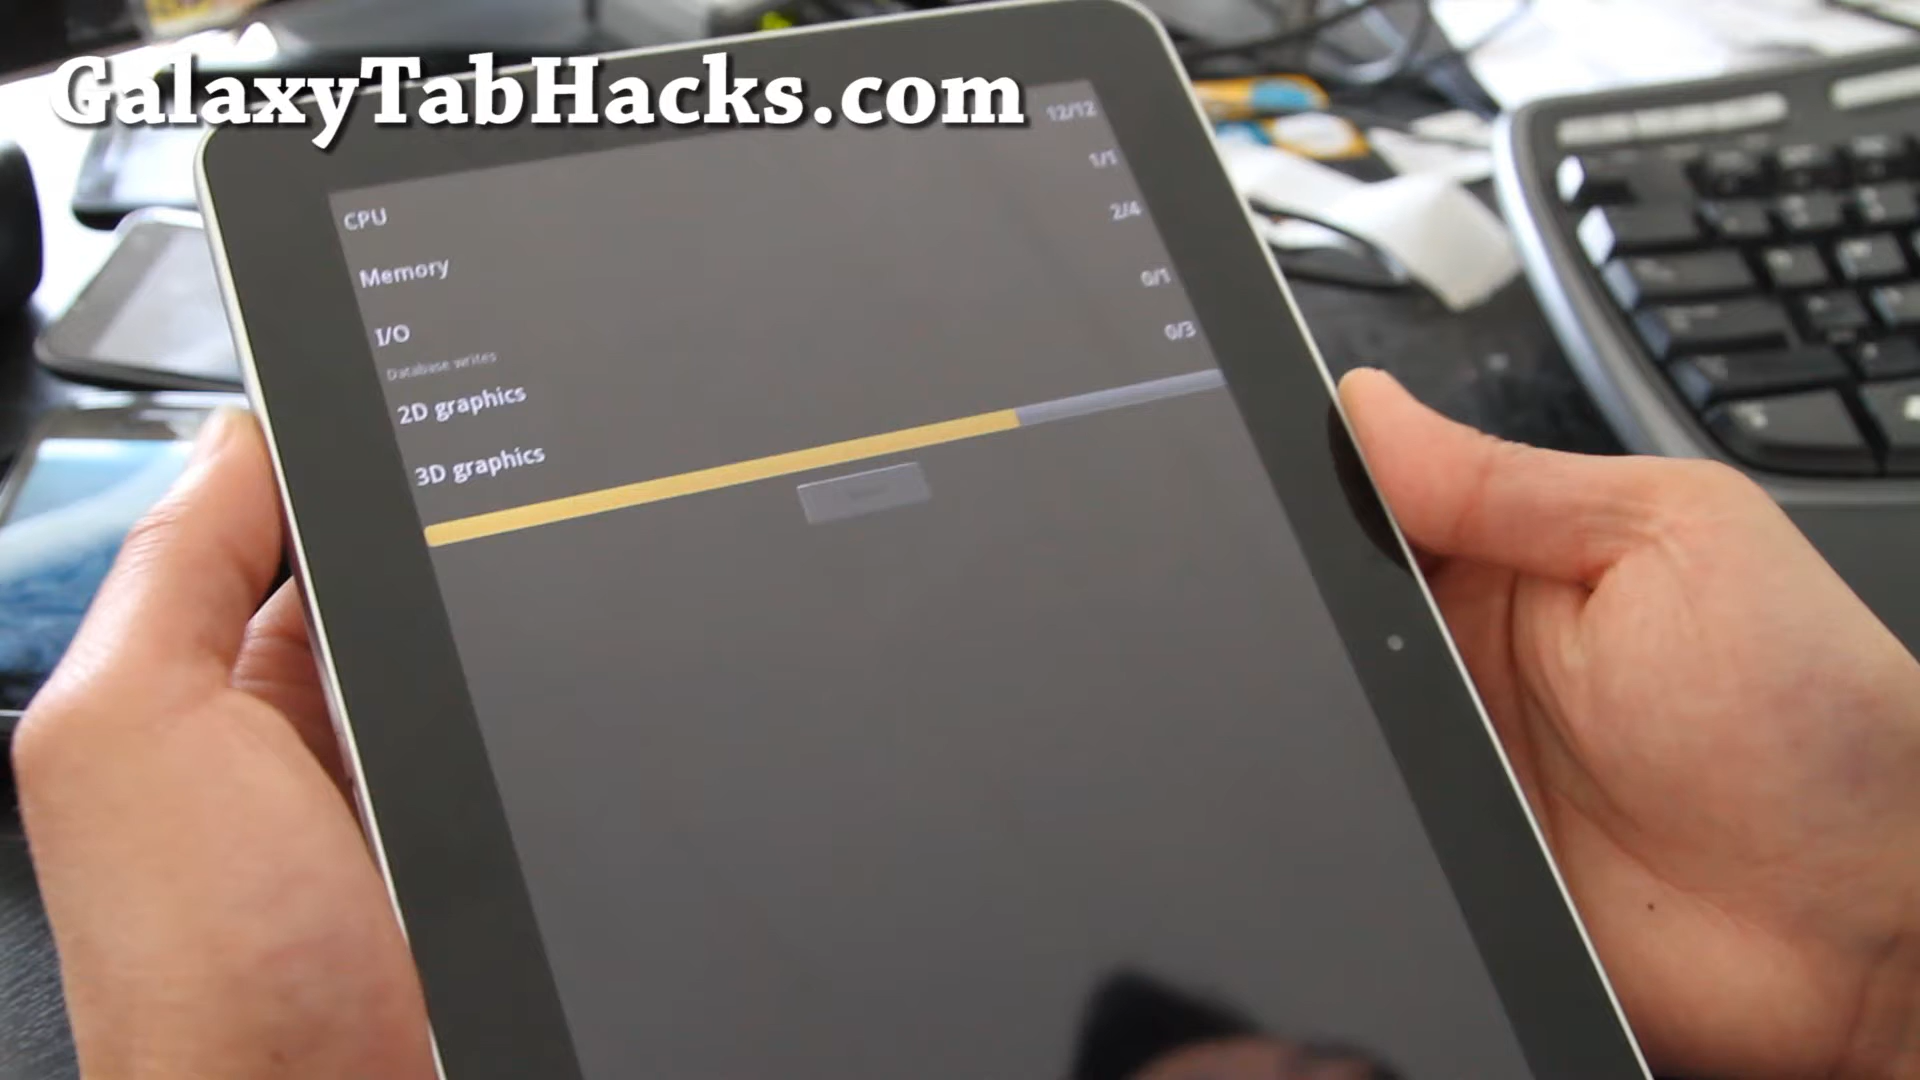 GalaxyTabHacks.com
CPU 12/12
Memory 1/1
I/O 2/4
Database writes
2D graphics 0/1
3D graphics 0/3